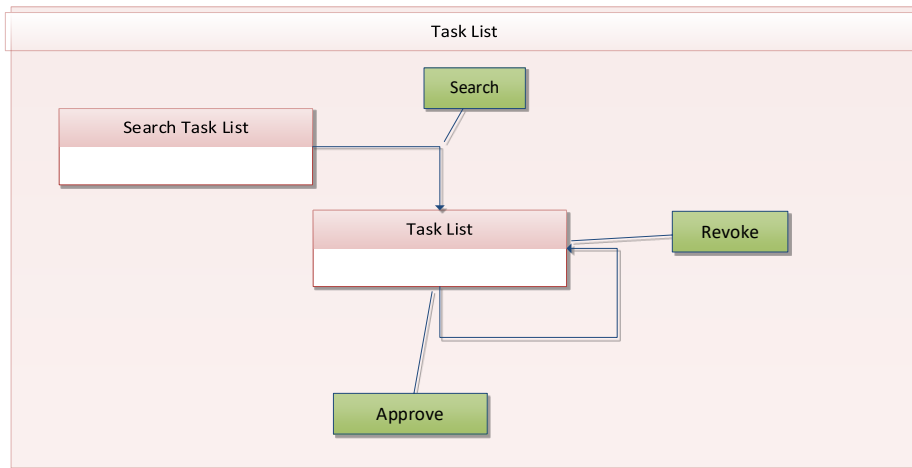 Task List
Search
Search Task List
Task List
Revoke
Approve